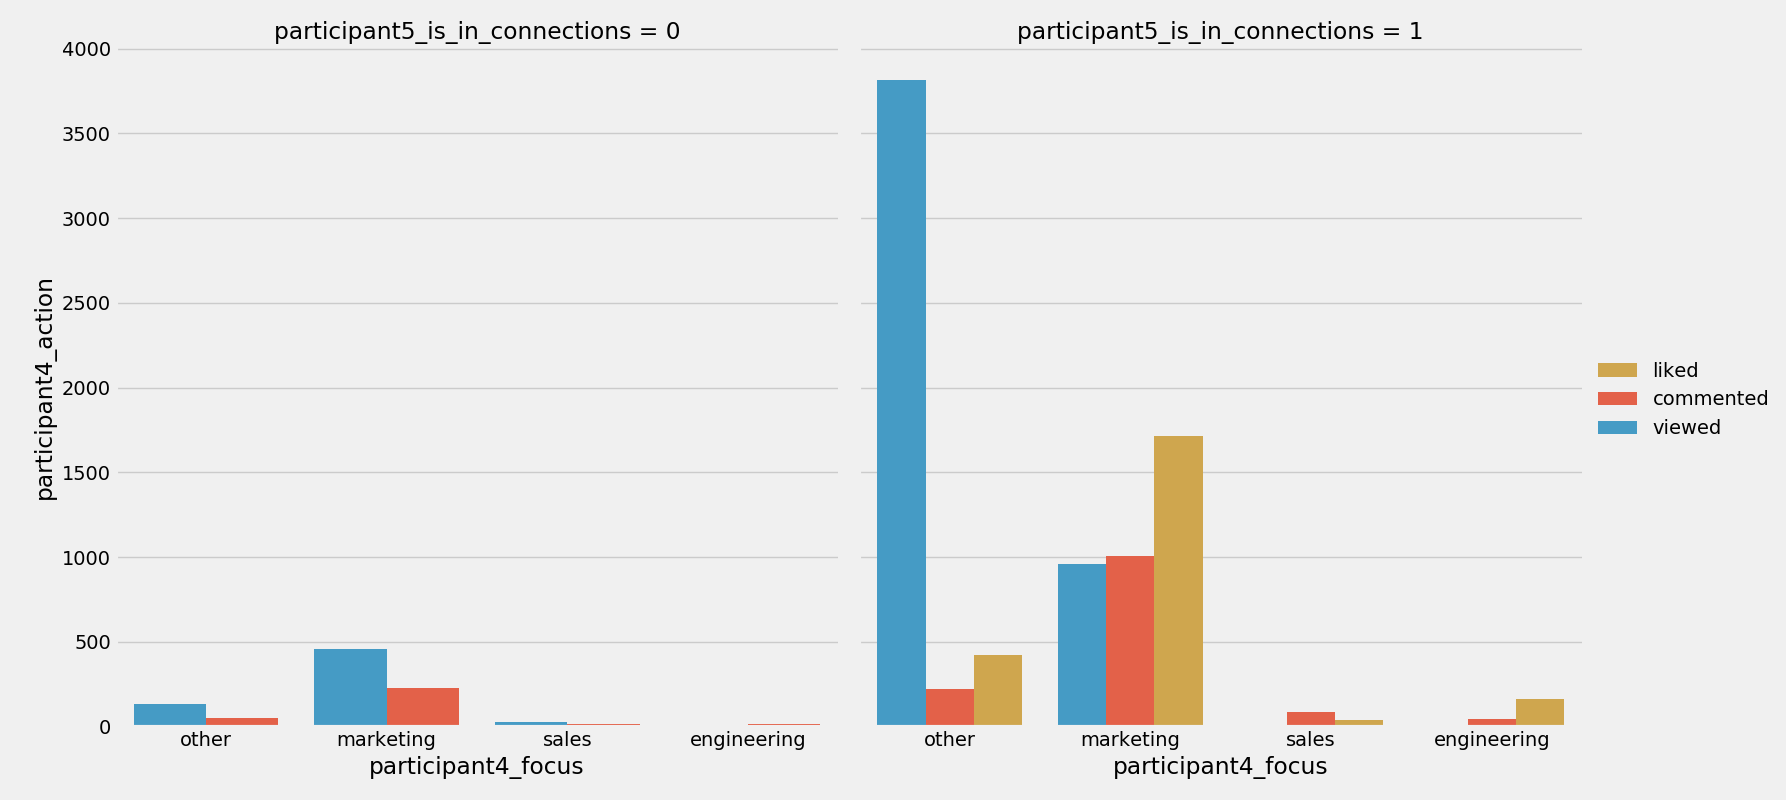 participant5_is_in_connections = 0
participant5_is_in_connections = 1
4000
3500
3000
2500
2000
1500
1000
500
0
participant4_action
other marketing sales engineering
other marketing sales engineering
participant4_focus
participant4_focus
liked
commented
viewed